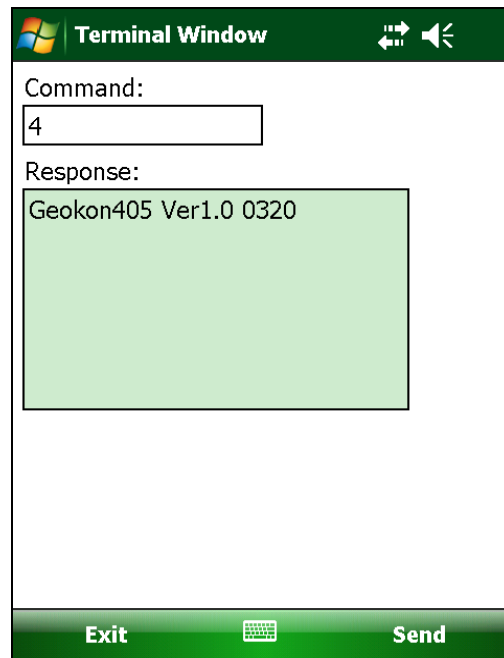 Terminal Window
Command:
4
Response:
Geokon405 Ver1.0 0320
Exit
Send